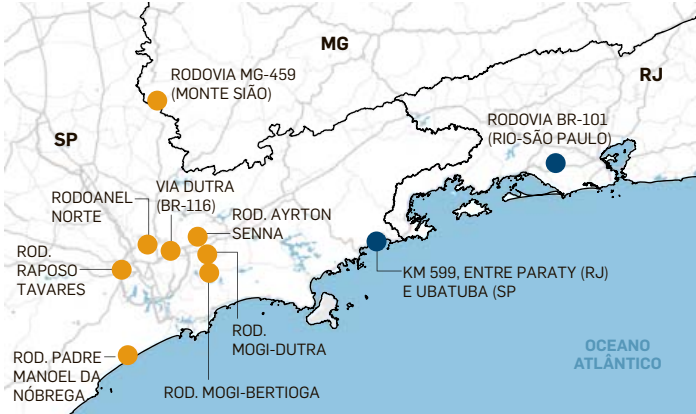 MG
RODOVIA MG-459
(MONTE SIÃO)
RJ
RODOVIA BR-101
(RIO-SÃO PAULO)
SP
VIA DUTRA
(BR-116)
RODOANEL
NORTE
ROD. AYRTON
SENNA
ROD.
RAPOSO
TAVARES
KM 599, ENTRE PARATY (RJ)
E UBATUBA (SP
ROD.
MOGI-DUTRA
OCEANO
ATLÂNTICO
ROD. PADRE
MANOEL DA
NÓBREGA
ROD. MOGI-BERTIOGA